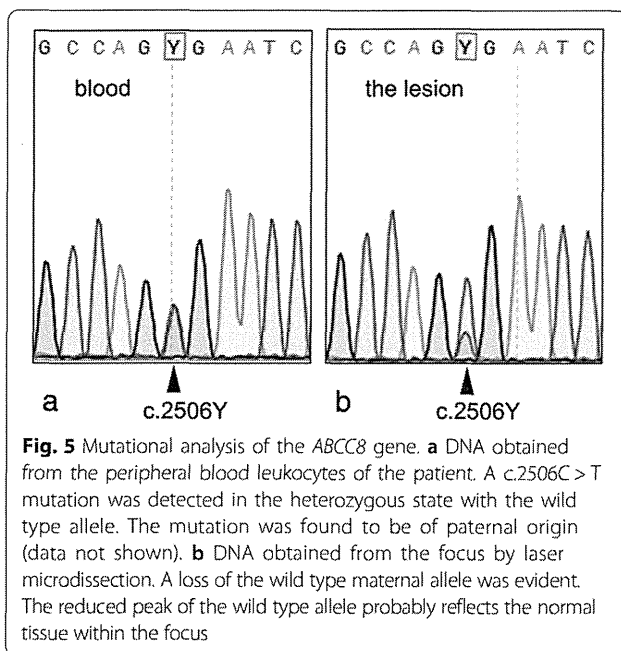 G C C A G Y G A A T C
G C C A G Y G A A T C
blood
the lesion
a
c.2506Y
b
c.2506Y
Fig. 5 Mutational analysis of the ABCC8 gene. a DNA obtained
from the peripheral blood leukocytes of the patient. A c.2506C > T
mutation was detected in the heterozygous state with the wild
type allele. The mutation was found to be of paternal origin
(data not shown). b DNA obtained from the focus by laser
microdissection. A loss of the wild type maternal allele was evident.
The reduced peak of the wild type allele probably reflects the normal
tissue within the focus